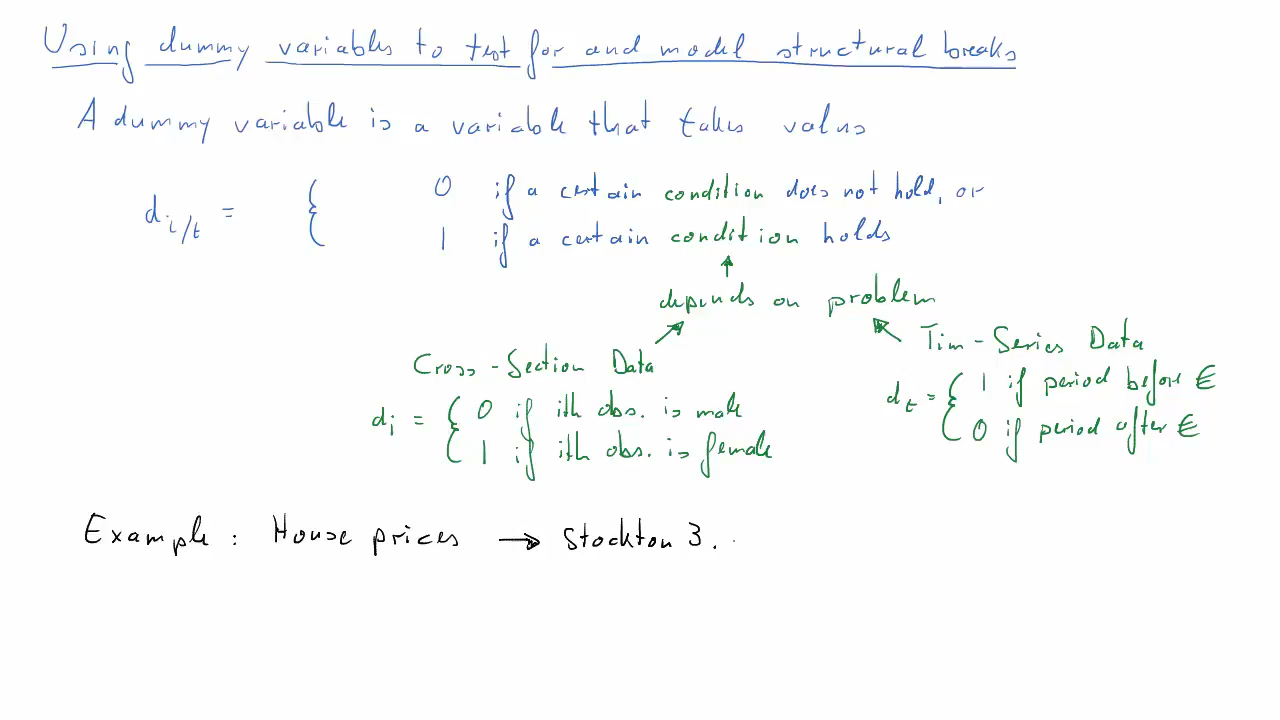 Using dummy variables to test for and model structural breaks
A dummy variable is a variable that takes values
d i/t = { 0 if a certain condition does not hold, or
1 if a certain condition holds
depends on problem
Cross-Section Data
di = { 0 if ith obs. is male
1 if ith obs. is female
Time-Series Data
dt = { 1 if period before €
0 if period after €
Example: House prices → Stockton 3.